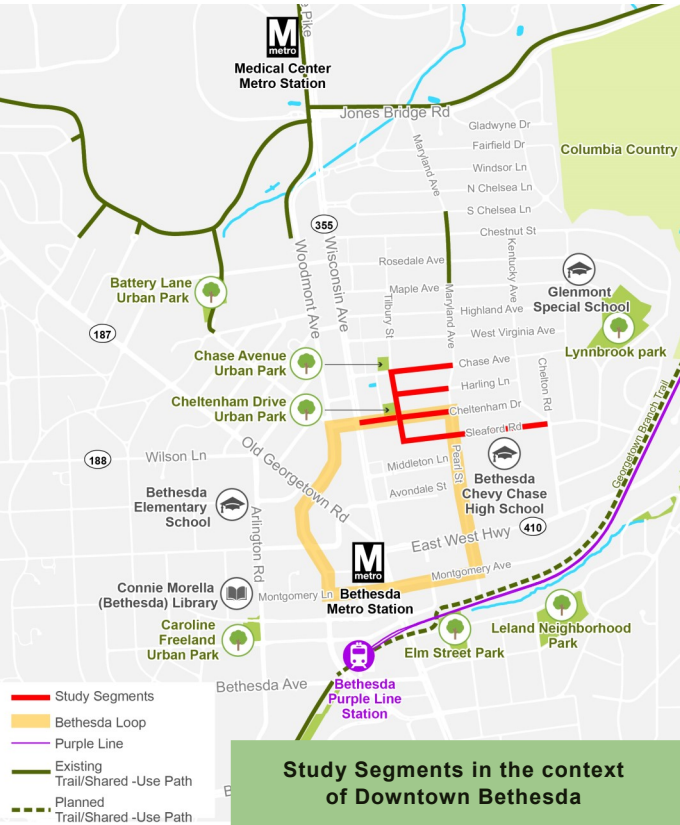 Pike
M
metro
Medical Center
Metro Station
Jones Bridge Rd
Gladwyne Dr
Fairfield Dr
Columbia Country
Windsor Ln
Maryland Ave
N Chelsea Ln
S Chelsea Ln
355
Chestnut St
Woodmont Ave
Wisconsin Ave
Kentucky Ave
Rosedale Ave
Battery Lane
Urban Park
Maple Ave
Tilbury St
Maryland Ave
Glenmont
Special School
Highland Ave
187
West Virginia Ave
Lynnbrook park
Chase Avenue
Urban Park
Chase Ave
Harling Ln
Chelton Rd
Cheltenham Drive
Urban Park
Cheltenham Dr
Sleaford Rd
Georgetown Branch Trail
188
Wilson Ln
Old Georgetown Rd
Middleton Ln
Pearl St
Bethesda
Chevy Chase
High School
Avondale St
Bethesda
Elementary
School
Arlington Rd
410
East West Hwy
M
metro
Montgomery Ave
Connie Morella
(Bethesda) Library
Montgomery Ln
Bethesda
Metro Station
Caroline
Freeland
Urban Park
Elm Street Park
Leland Neighborhood
Park
Bethesda Ave
Bethesda
Purple Line
Station
Study Segments
Bethesda Loop
Purple Line
Existing
Trail/Shared -Use Path
Planned
Trail/Shared -Use Path
Study Segments in the context
of Downtown Bethesda